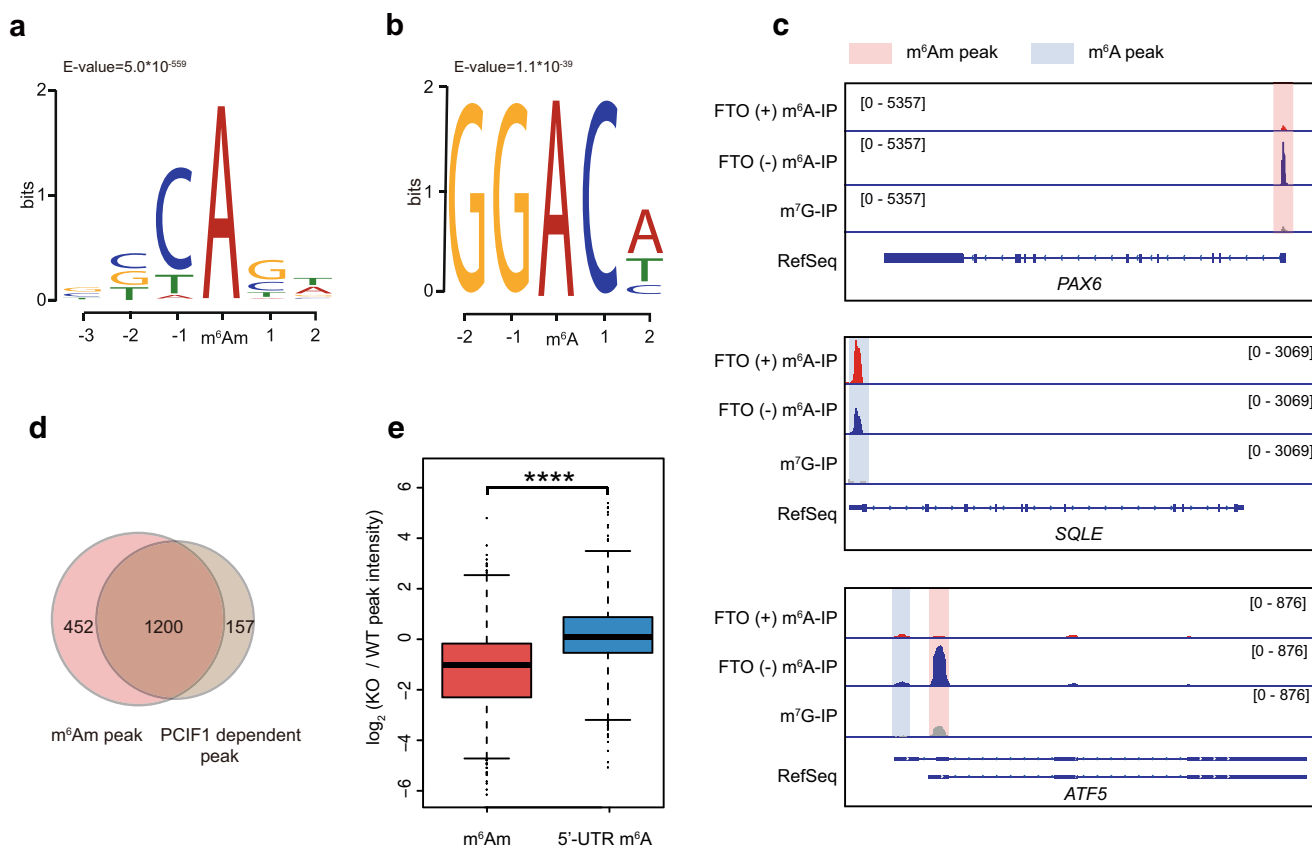 a
E-value=5.0*10-559
2
1
0
bits
C
G
T
C
T
A
A
G
C
T
T
A
-3 -2 -1 m⁶Am 1 2
b
E-value=1.1*10-39
2
1
0
bits
G G A C A
T
C
-2 -1 m⁶A 1 2
c
m⁶Am peak m⁶A peak
FTO (+) m⁶A-IP [0 - 5357]
FTO (-) m⁶A-IP [0 - 5357]
m⁷G-IP [0 - 5357]
RefSeq
PAX6
FTO (+) m⁶A-IP [0 - 3069]
FTO (-) m⁶A-IP [0 - 3069]
m⁷G-IP [0 - 3069]
RefSeq
SQLE
FTO (+) m⁶A-IP [0 - 876]
FTO (-) m⁶A-IP [0 - 876]
m⁷G-IP [0 - 876]
RefSeq
ATF5
d
452 1200 157
m⁶Am peak PCIF1 dependent
peak
e
****
6
4
2
0
−2
−4
−6
log₂ (KO / WT peak intensity)
m⁶Am 5'-UTR m⁶A